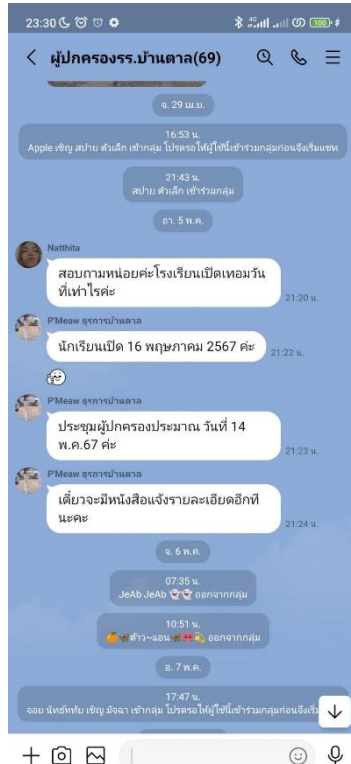 23:30
4G
100
ผู้ปกครองรร.บ้านตาล(69)
จ. 29 เม.ย.
16:53 น.
Apple เชิญ สปาย ตัวเล็ก เข้ากลุ่ม โปรดรอให้ผู้ใช้นี้เข้าร่วมกลุ่มก่อนจึงเริ่มแชท
21:43 น.
สปาย ตัวเล็ก เข้าร่วมกลุ่ม
อา. 5 พ.ค.
Natthita
สอบถามหน่อยค่ะโรงเรียนเปิดเทอมวัน
ที่เท่าไรค่ะ
21:20 น.
P'Meaw ธุรการบ้านตาล
นักเรียนเปิด 16 พฤษภาคม 2567 ค่ะ
21:22 น.
P'Meaw ธุรการบ้านตาล
ประชุมผู้ปกครองประมาณ วันที่ 14
พ.ค.67 ค่ะ
21:23 น.
P'Meaw ธุรการบ้านตาล
เดี๋ยวจะมีหนังสือแจ้งรายละเอียดอีกที
นะคะ
21:24 น.
จ. 6 พ.ค.
07:35 น.
JeAb JeAb 👻👻 ออกจากกลุ่ม
10:51 น.
ต้าว~แอน ออกจากกลุ่ม
อ. 7 พ.ค.
17:47 น.
จอย นัทธ์หทัย เชิญ มัจฉา เข้ากลุ่ม โปรดรอให้ผู้ใช้นี้เข้าร่วมกลุ่มก่อนจึงเริ่ม